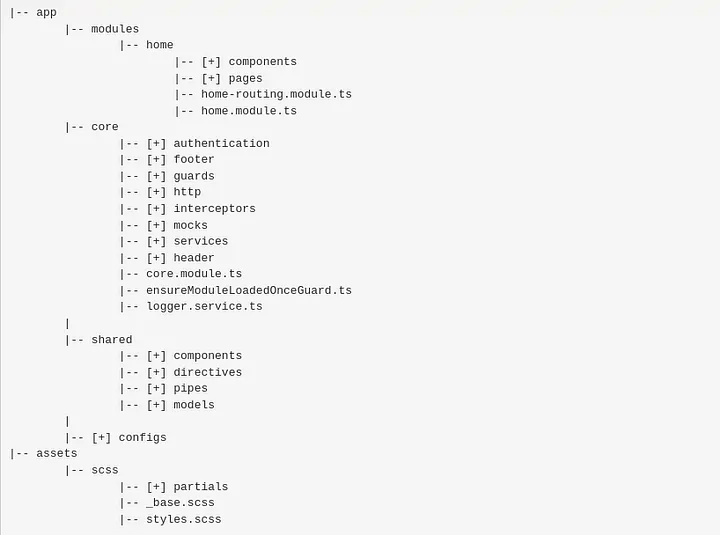 |-- app
        |-- modules
                |-- home
                        |-- [+] components
                        |-- [+] pages
                        |-- home-routing.module.ts
                        |-- home.module.ts
        |-- core
                |-- [+] authentication
                |-- [+] footer
                |-- [+] guards
                |-- [+] http
                |-- [+] interceptors
                |-- [+] mocks
                |-- [+] services
                |-- [+] header
                |-- core.module.ts
                |-- ensureModuleLoadedOnceGuard.ts
                |-- logger.service.ts
        |
        |-- shared
                |-- [+] components
                |-- [+] directives
                |-- [+] pipes
                |-- [+] models
        |
        |-- [+] configs
|-- assets
        |-- scss
                |-- [+] partials
                |-- _base.scss
                |-- styles.scss